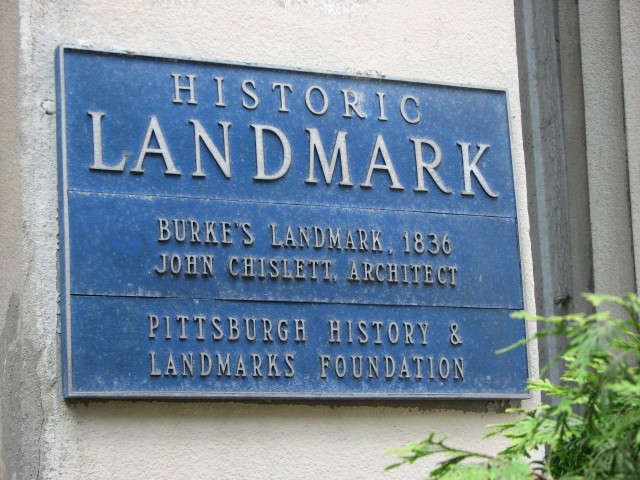 HISTORIC
LANDMARK
BURKE'S LANDMARK, 1836
JOHN CHISLETT, ARCHITECT
PITTSBURGH HISTORY &
LANDMARKS FOUNDATION